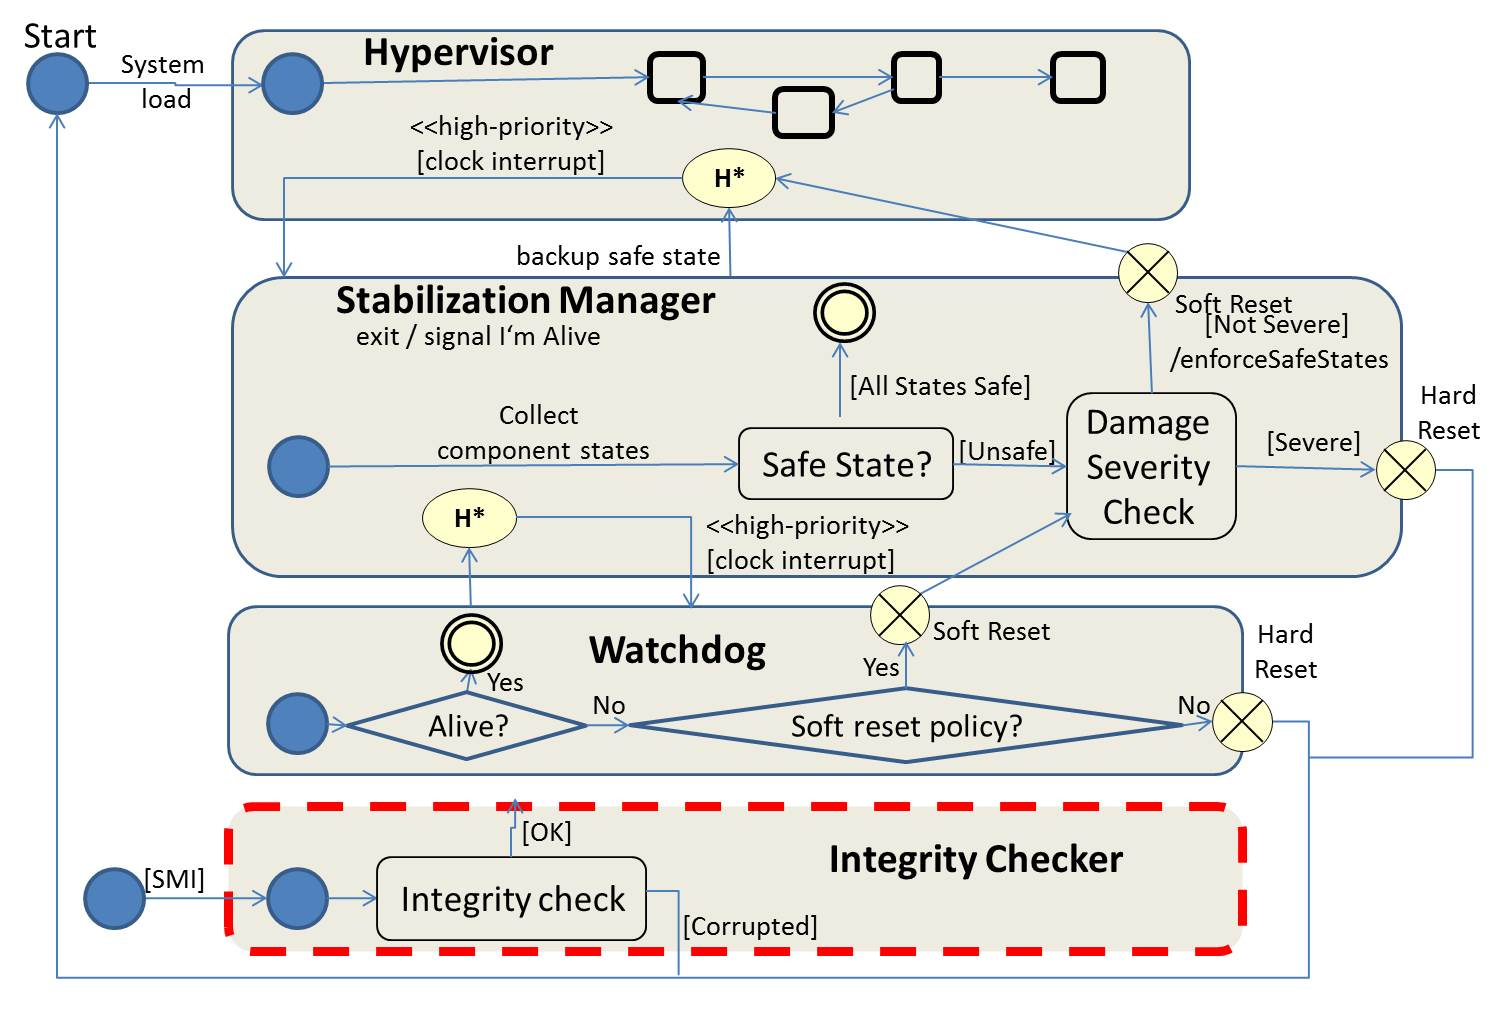 Start
System
load
Hypervisor
<<high-priority>>
[clock interrupt]
H*
backup safe state
Stabilization Manager
exit / signal I‘m Alive
Soft Reset
[Not Severe]
/enforceSafeStates
[All States Safe]
Collect
component states
Safe State?
[Unsafe]
Damage
Severity
Check
[Severe]
Hard
Reset
H*
<<high-priority>>
[clock interrupt]
Watchdog
Soft Reset
Hard
Reset
Yes
Alive?
No
Yes
Soft reset policy?
No
[OK]
Integrity Checker
[SMI]
Integrity check
[Corrupted]